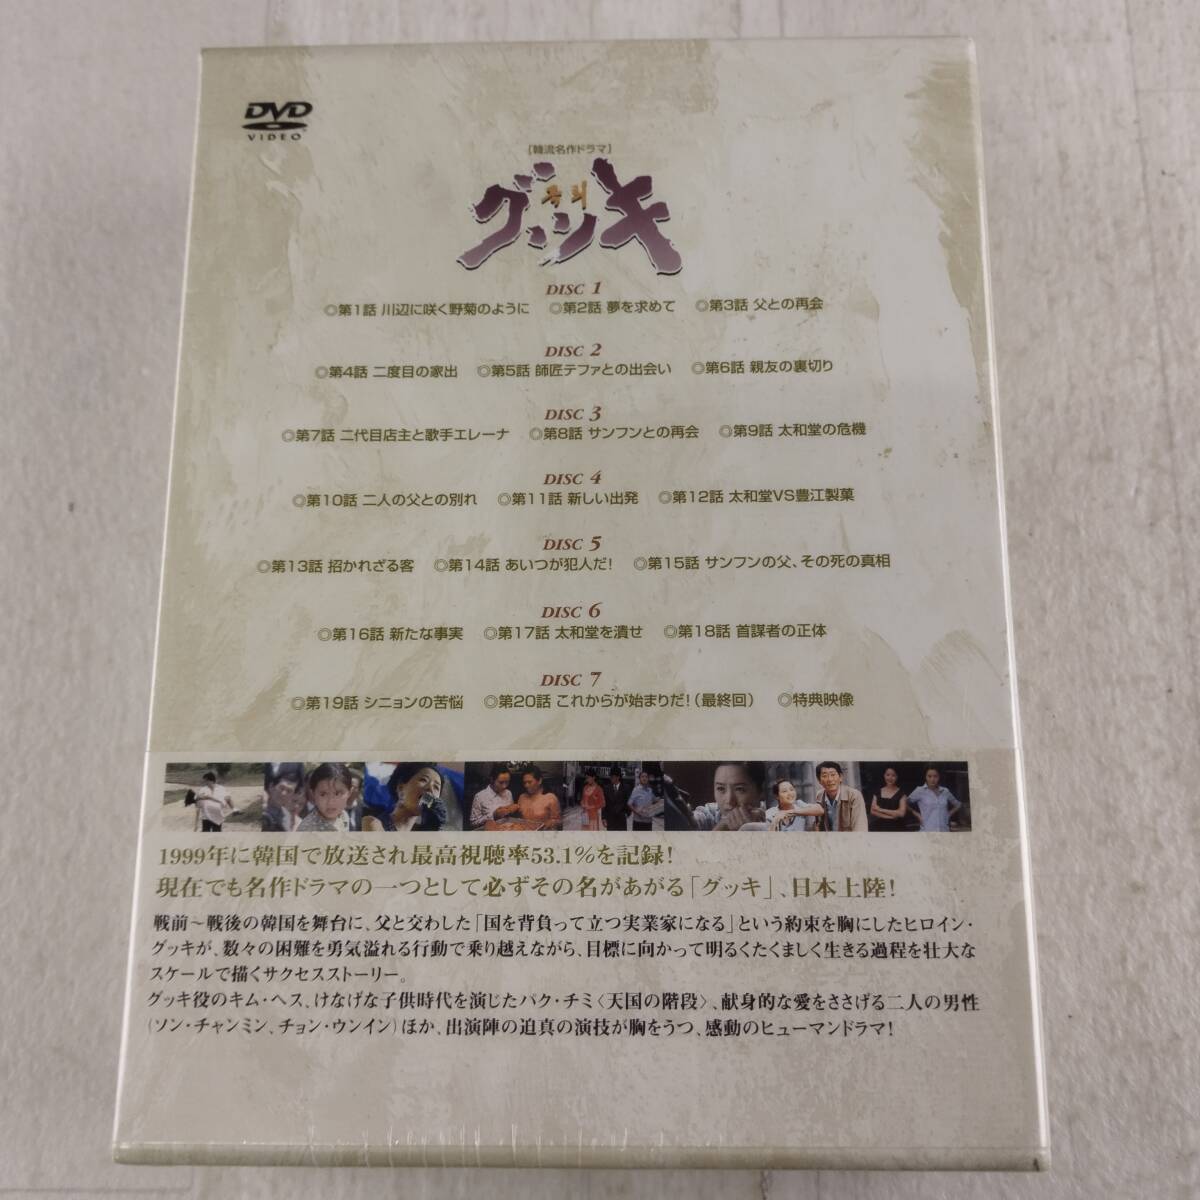 DVD
VIDEO
[韓流名作ドラマ]
국희
グッキ
DISC 1
◎第1話 川辺に咲く野菊のように ◎第2話 夢を求めて ◎第3話 父との再会
DISC 2
◎第4話 二度目の家出 ◎第5話 師匠テファとの出会い ◎第6話 親友の裏切り
DISC 3
◎第7話 二代目店主と歌手エレーナ ◎第8話 サンフンとの再会 ◎第9話 太和堂の危機
DISC 4
◎第10話 二人の父との別れ ◎第11話 新しい出発 ◎第12話 太和堂VS豊江製菓
DISC 5
◎第13話 招かれざる客 ◎第14話 あいつが犯人だ! ◎第15話 サンフンの父、その死の真相
DISC 6
◎第16話 新たな事実 ◎第17話 太和堂を潰せ ◎第18話 首謀者の正体
DISC 7
◎第19話 シニョンの苦悩 ◎第20話 これからが始まりだ!(最終回) ◎特典映像
1999年に韓国で放送され最高視聴率53.1%を記録!
現在でも名作ドラマの一つとして必ずその名があがる「グッキ」、日本上陸!
戦前～戦後の韓国を舞台に、父と交わした「国を背負って立つ実業家になる」という約束を胸にしたヒロイン・
グッキが、数々の困難を勇気溢れる行動で乗り越えながら、目標に向かって明るくたくましく生きる過程を壮大な
スケールで描くサクセスストーリー。
グッキ役のキム・ヘス、けなげな子供時代を演じたパク・チミ〈天国の階段〉、献身的な愛をささげる二人の男性
(ソン・チャンミン、チョン・ウンイン)ほか、出演陣の迫真の演技が胸をうつ、感動のヒューマンドラマ!